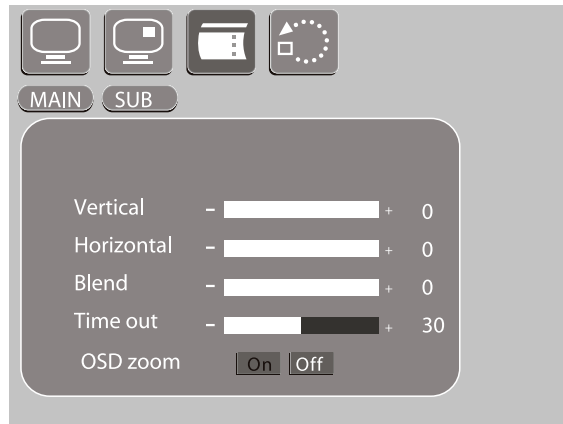 MAIN SUB
Vertical - + 0
Horizontal - + 0
Blend - + 0
Time out - + 30
OSD zoom On Off